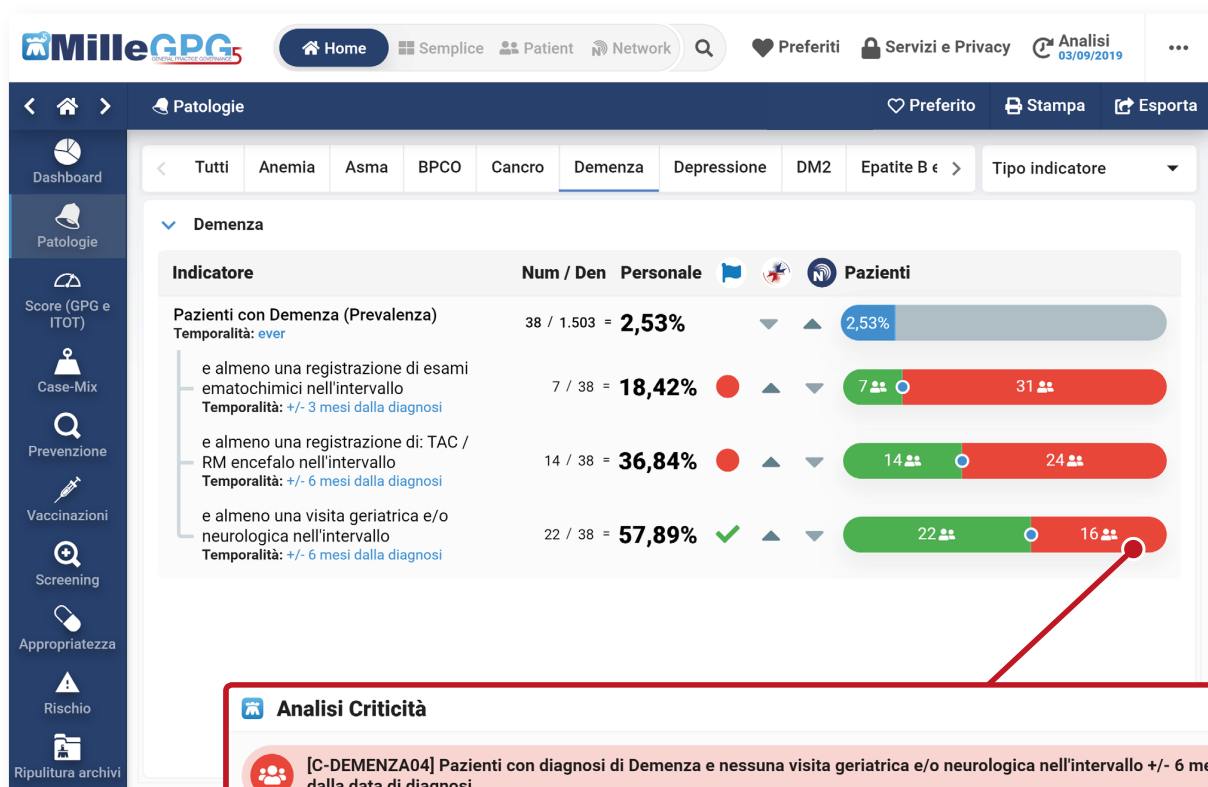 MilleGPG5
GENERAL PRACTICE GOVERNANCE
Home Semplice Patient Network
Preferiti Servizi e Privacy Analisi
03/09/2019
Patologie Preferito Stampa Esporta
Dashboard
Patologie
Score (GPG e
ITOT)
Case-Mix
Prevenzione
Vaccinazioni
Screening
Appropriatezza
Rischio
Ripulitura archivi
Tutti Anemia Asma BPCO Cancro Demenza Depressione DM2 Epatite B e Tipo indicatore
Demenza
Indicatore Num / Den Personale N Pazienti
Pazienti con Demenza (Prevalenza) 38 / 1.503 = 2,53% 2,53%
Temporalità: ever
e almeno una registrazione di esami
ematochimici nell'intervallo 7 / 38 = 18,42% 7 31
Temporalità: +/- 3 mesi dalla diagnosi
e almeno una registrazione di: TAC /
RM encefalo nell'intervallo 14 / 38 = 36,84% 14 24
Temporalità: +/- 6 mesi dalla diagnosi
e almeno una visita geriatrica e/o
neurologica nell'intervallo 22 / 38 = 57,89% 22 16
Temporalità: +/- 6 mesi dalla diagnosi
Analisi Criticità
[C-DEMENZA04] Pazienti con diagnosi di Demenza e nessuna visita geriatrica e/o neurologica nell'intervallo +/- 6 me
dalla data di diagnosi